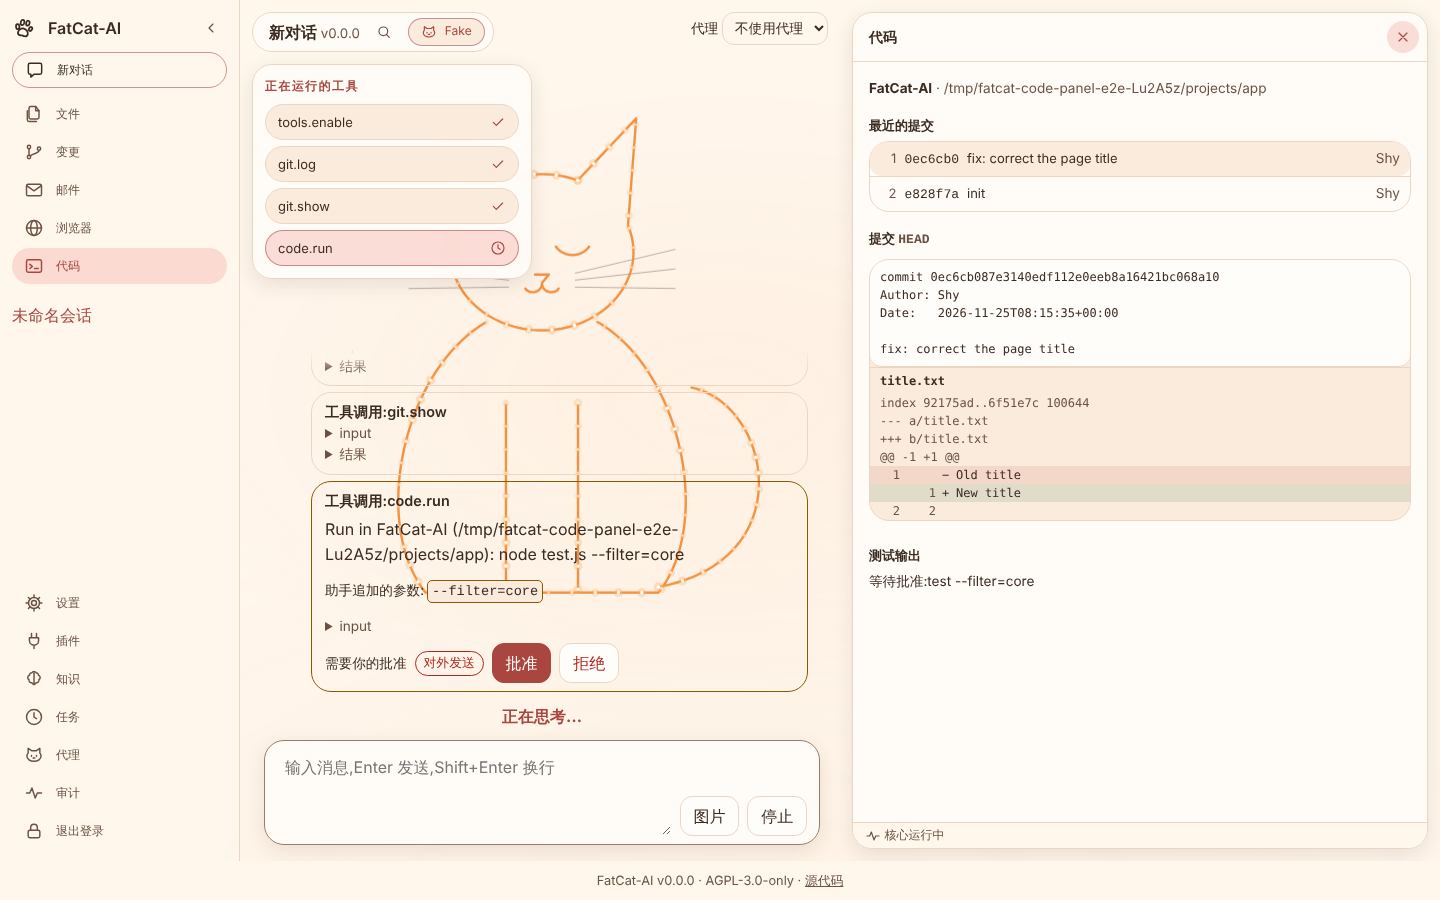 FatCat-AI
新对话
文件
变更
邮件
浏览器
代码
未命名会话
设置
插件
知识
任务
代理
审计
退出登录
新对话 v0.0.0
Fake
代理 不使用代理
正在运行的工具
tools.enable
git.log
git.show
code.run
结果
工具调用:git.show
input
结果
工具调用:code.run
Run in FatCat-AI (/tmp/fatcat-code-panel-e2e-
Lu2A5z/projects/app): node test.js --filter=core
助手追加的参数: --filter=core
input
需要你的批准 对外发送 批准 拒绝
正在思考...
输入消息,Enter 发送,Shift+Enter 换行
图片 停止
代码
FatCat-AI · /tmp/fatcat-code-panel-e2e-Lu2A5z/projects/app
最近的提交
1 0ec6cb0 fix: correct the page title Shy
2 e828f7a init Shy
提交 HEAD
commit 0ec6cb087e3140edf112e0eeb8a16421bc068a10
Author: Shy
Date:   2026-11-25T08:15:35+00:00
fix: correct the page title
title.txt
index 92175ad..6f51e7c 100644
--- a/title.txt
+++ b/title.txt
@@ -1 +1 @@
1 − Old title
1 + New title
2 2
测试输出
等待批准:test --filter=core
核心运行中
FatCat-AI v0.0.0 · AGPL-3.0-only · 源代码